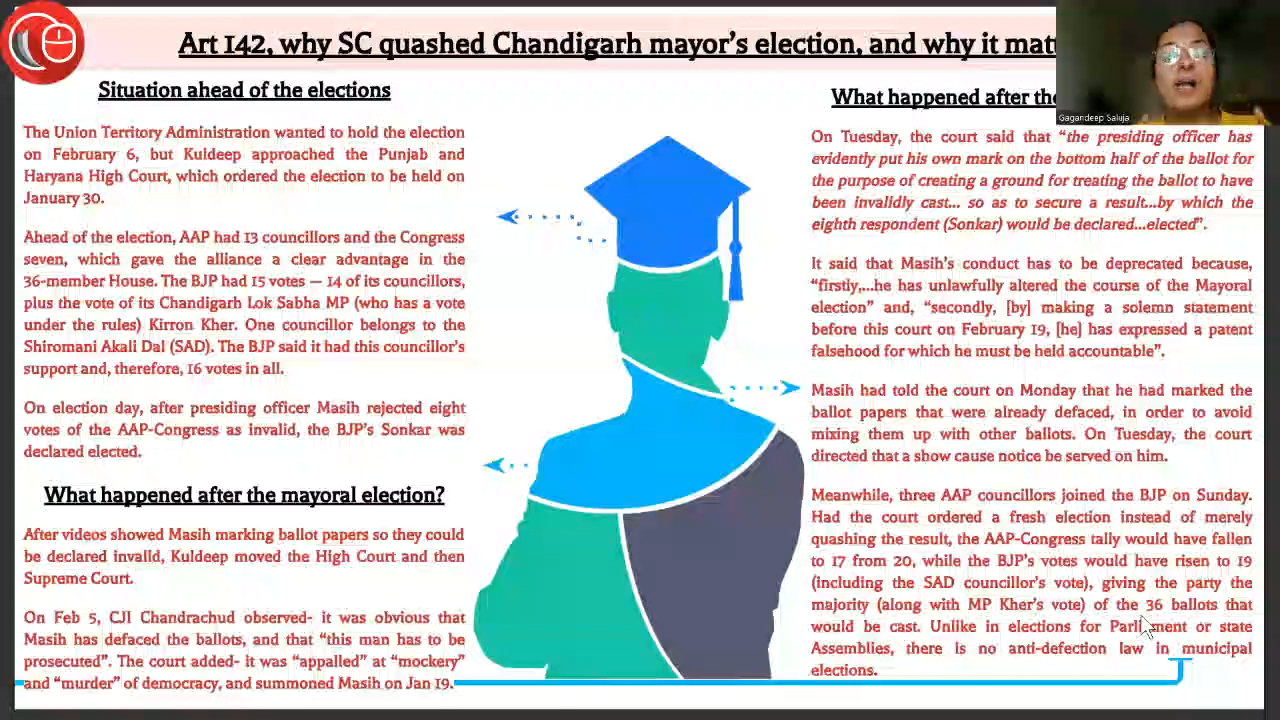 Art 142, why SC quashed Chandigarh mayor's election, and why it
Situation ahead of the elections
The Union Territory Administration wanted to hold the election
on February 6, but Kuldeep approached the Punjab and
Haryana High Court, which ordered the election to be held on
January 30.
Ahead of the election, AAP had 13 councillors and the Congress
seven, which gave the alliance a clear advantage in the
36-member House. The BJP had 15 votes — 14 of its councillors,
plus the vote of its Chandigarh Lok Sabha MP (who has a vote
under the rules) Kirron Kher. One councillor belongs to the
Shiromani Akali Dal (SAD). The BJP said it had this councillor's
support and, therefore, 16 votes in all.
On election day, after presiding officer Masih rejected eight
votes of the AAP-Congress as invalid, the BJP's Sonkar was
declared elected.
What happened after the mayoral election?
After videos showed Masih marking ballot papers so they could
be declared invalid, Kuldeep moved the High Court and then
Supreme Court.
On Feb 5, CJI Chandrachud observed- it was obvious that
Masih has defaced the ballots, and that "this man has to be
prosecuted". The court added- it was "appalled" at "mockery"
and "murder" of democracy, and summoned Masih on Jan 19.
What happened after the
Gagandeep Saluja
On Tuesday, the court said that "the presiding officer has
evidently put his own mark on the bottom half of the ballot for
the purpose of creating a ground for treating the ballot to have
been invalidly cast... so as to secure a result...by which the
eighth respondent (Sonkar) would be declared...elected".
It said that Masih's conduct has to be deprecated because,
"firstly,...he has unlawfully altered the course of the Mayoral
election" and, "secondly, [by] making a solemn statement
before this court on February 19, [he] has expressed a patent
falsehood for which he must be held accountable".
Masih had told the court on Monday that he had marked the
ballot papers that were already defaced, in order to avoid
mixing them up with other ballots. On Tuesday, the court
directed that a show cause notice be served on him.
Meanwhile, three AAP councillors joined the BJP on Sunday.
Had the court ordered a fresh election instead of merely
quashing the result, the AAP-Congress tally would have fallen
to 17 from 20, while the BJP's votes would have risen to 19
(including the SAD councillor's vote), giving the party the
majority (along with MP Kher's vote) of the 36 ballots that
would be cast. Unlike in elections for Parliament or state
Assemblies, there is no anti-defection law in municipal
elections.